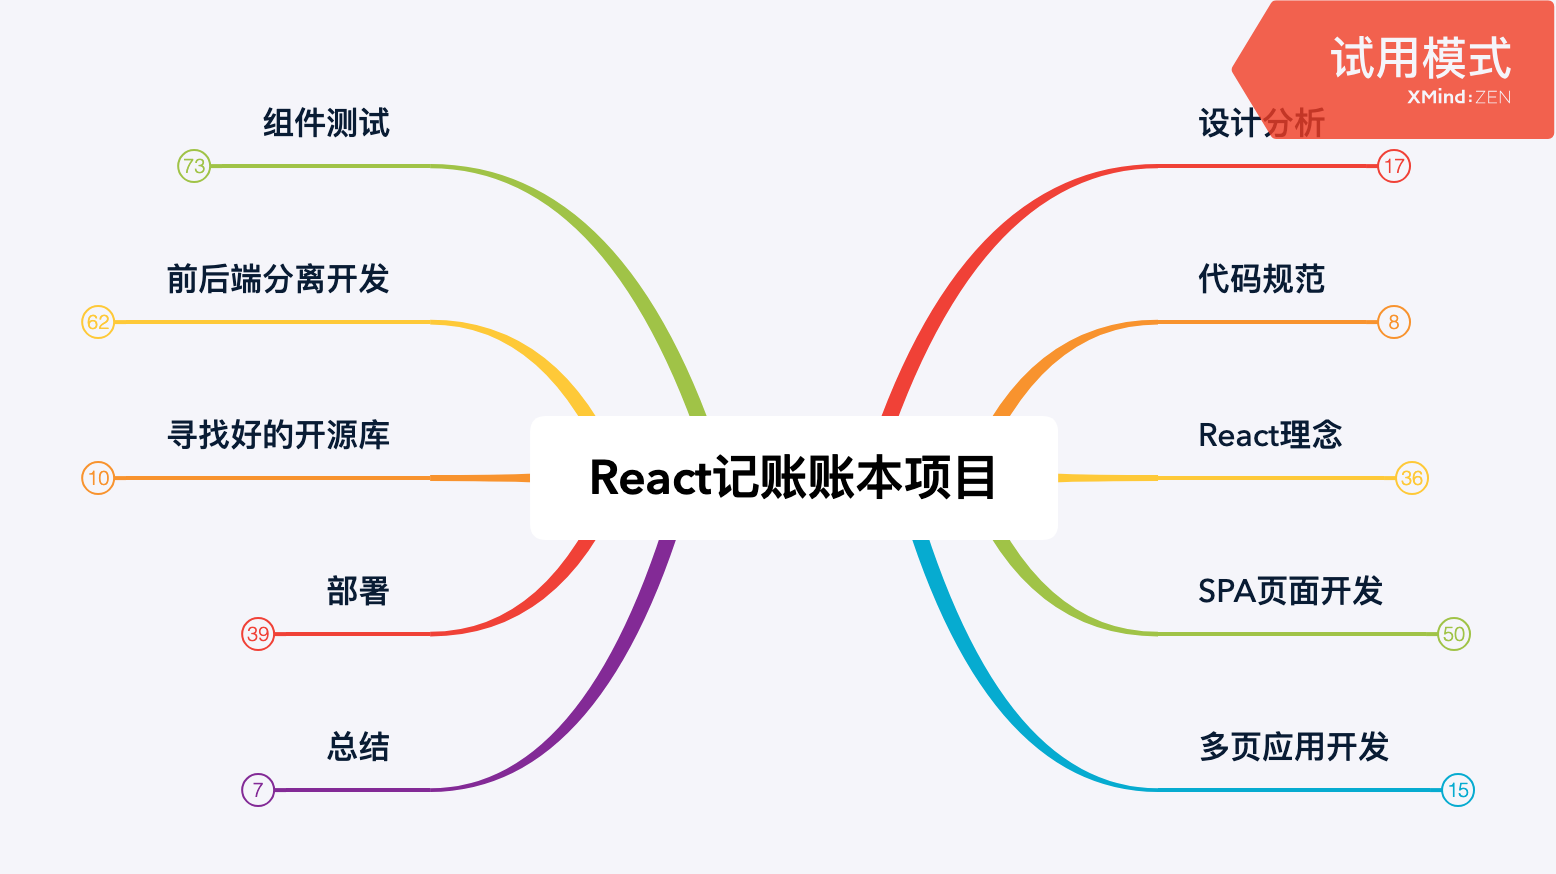 试用模式
XMind:ZEN
组件测试
73
设计分析
17
前后端分离开发
62
代码规范
8
寻找好的开源库
10
React记账账本项目
React理念
36
部署
39
SPA页面开发
50
总结
7
多页应用开发
15